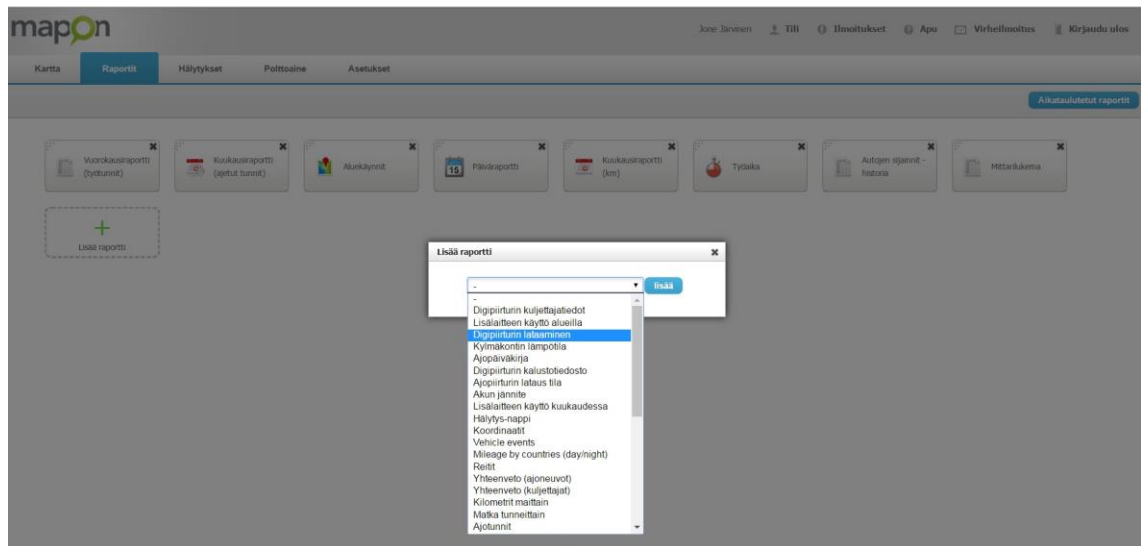 mapon
Jone Jarvinen Tili Ilmoitukset Apu Virheilmoitus Kirjaudu ulos
Kartta Raportit Hälytykset Polttoaine Asetukset
Aikataulutetut raportit
Vuorokausiraportti
(työtunnit)
Kuukausiraportti
(ajetut tunnit)
Aluekäynnit
15
Päiväraportti
Kuukausiraportti
(km)
Työaika
Autojen sijainnit -
historia
Mittarilukema
Lisää raportti
Lisää raportti
-
lisää
-
Digipiirturin kuljettajatiedot
Lisälaitteen käyttö alueilla
Digipiirturin lataaminen
Kylmäkontin lämpötila
Ajopäiväkirja
Digipiirturin kalustotiedosto
Ajopiirturin lataus tila
Akun jännite
Lisälaitteen käyttö kuukaudessa
Hälytys-nappi
Koordinaatit
Vehicle events
Mileage by countries (day/night)
Reitit
Yhteenveto (ajoneuvot)
Yhteenveto (kuljettajat)
Kilometrit maittain
Matka tunneittain
Ajotunnit